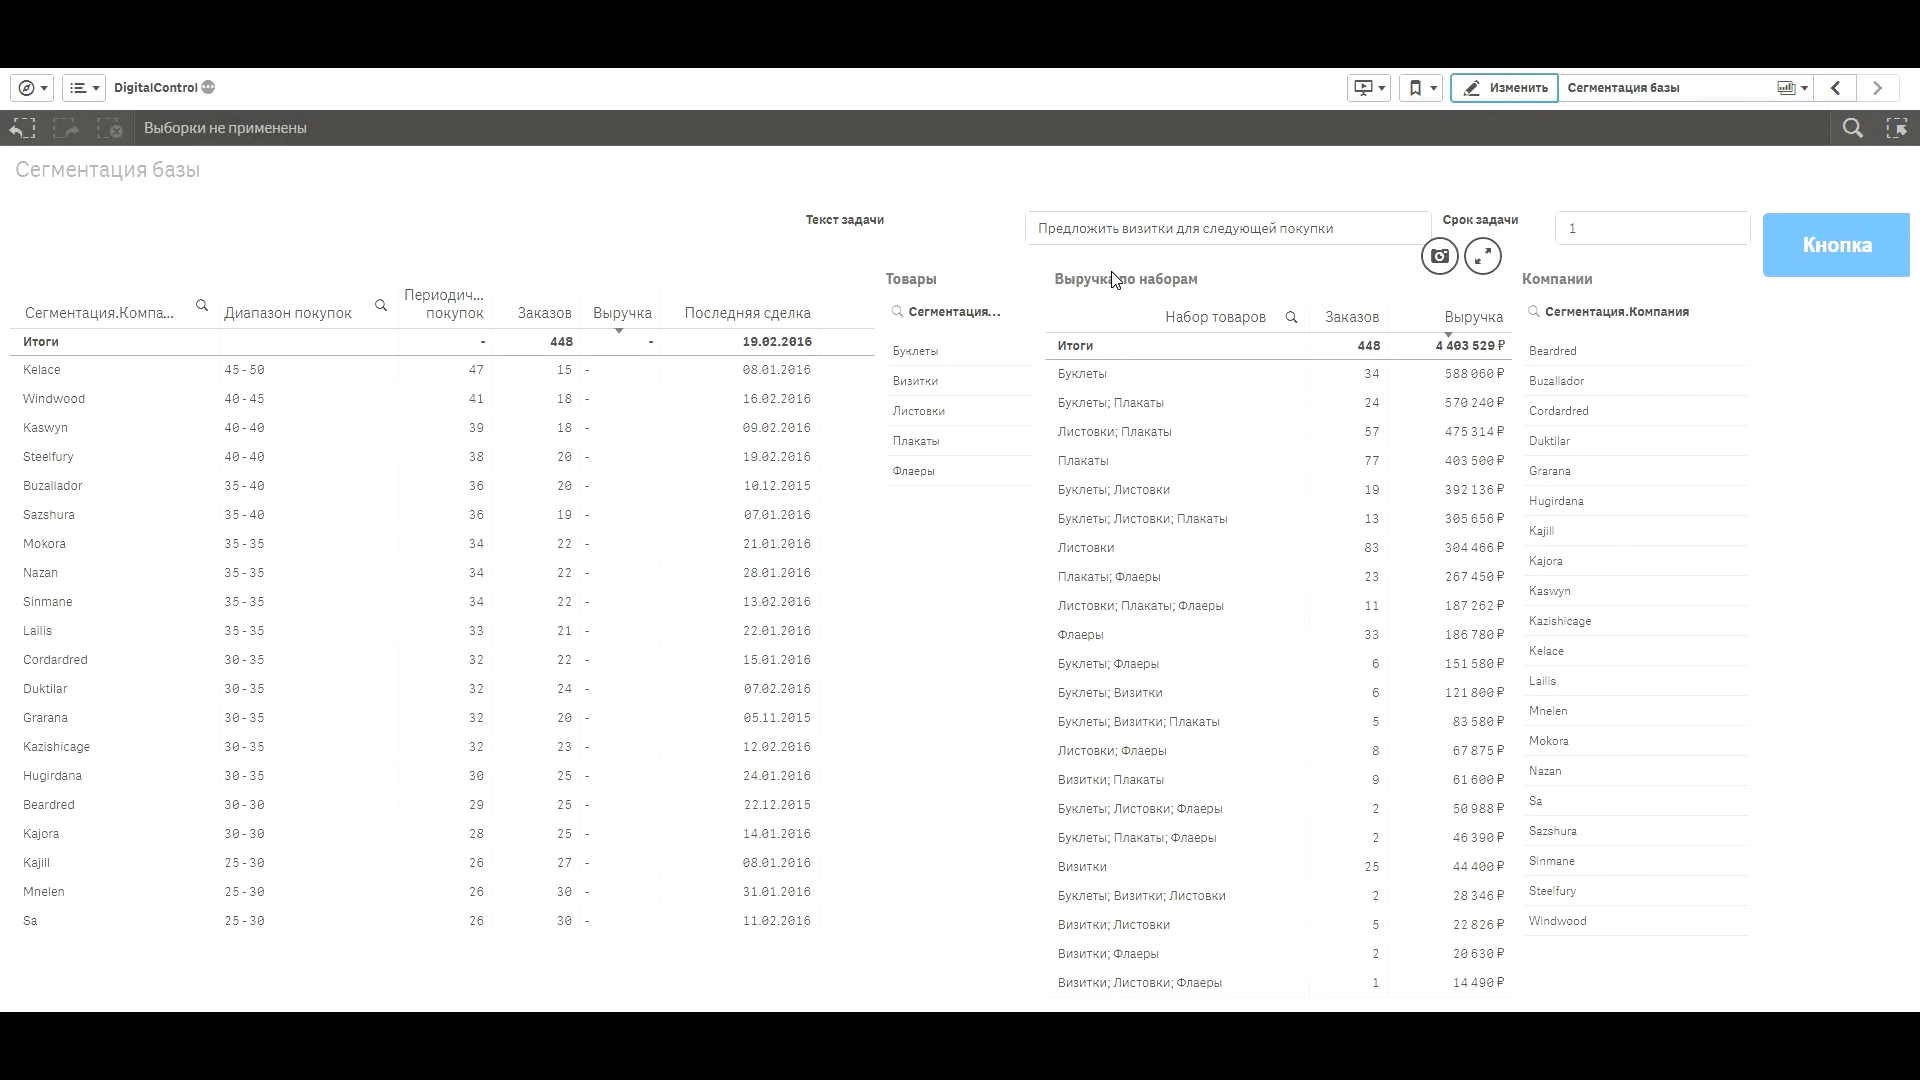 DigitalControl
Изменить
Сегментация базы
Выборки не применены
Сегментация базы
Текст задачи
Предложить визитки для следующей покупки
Срок задачи
1
Кнопка
Сегментация.Компа... Диапазон покупок Периодич... покупок Заказов Выручка Последняя сделка
Итоги - 448 - 19.02.2016
Kelace 45 - 50 47 15 - 08.01.2016
Windwood 40 - 45 41 18 - 16.02.2016
Kaswyn 40 - 40 39 18 - 09.02.2016
Steelfury 40 - 40 38 20 - 19.02.2016
Buzallador 35 - 40 36 20 - 10.12.2015
Sazshura 35 - 40 36 19 - 07.01.2016
Mokora 35 - 35 34 22 - 21.01.2016
Nazan 35 - 35 34 22 - 28.01.2016
Sinmane 35 - 35 34 22 - 13.02.2016
Lailis 35 - 35 33 21 - 22.01.2016
Cordardred 30 - 35 32 22 - 15.01.2016
Duktilar 30 - 35 32 24 - 07.02.2016
Grarana 30 - 35 32 20 - 05.11.2015
Kazishicage 30 - 35 32 23 - 12.02.2016
Hugirdana 30 - 35 30 25 - 24.01.2016
Beardred 30 - 30 29 25 - 22.12.2015
Kajora 30 - 30 28 25 - 14.01.2016
Kajill 25 - 30 26 27 - 08.01.2016
Mnelen 25 - 30 26 30 - 31.01.2016
Sa 25 - 30 26 30 - 11.02.2016
Товары
Сегментация...
Буклеты
Визитки
Листовки
Плакаты
Флаеры
Выручка по наборам
Набор товаров Заказов Выручка
Итоги 448 4 403 529 ₽
Буклеты 34 588 060 ₽
Буклеты; Плакаты 24 570 240 ₽
Листовки; Плакаты 57 475 314 ₽
Плакаты 77 403 500 ₽
Буклеты; Листовки 19 392 136 ₽
Буклеты; Листовки; Плакаты 13 305 656 ₽
Листовки 83 304 466 ₽
Плакаты; Флаеры 23 267 450 ₽
Листовки; Плакаты; Флаеры 11 187 262 ₽
Флаеры 33 186 780 ₽
Буклеты; Флаеры 6 151 580 ₽
Буклеты; Визитки 6 121 800 ₽
Буклеты; Визитки; Плакаты 5 83 580 ₽
Листовки; Флаеры 8 67 875 ₽
Визитки; Плакаты 9 61 600 ₽
Буклеты; Листовки; Флаеры 2 50 988 ₽
Буклеты; Плакаты; Флаеры 2 46 390 ₽
Визитки 25 44 400 ₽
Буклеты; Визитки; Листовки 2 28 346 ₽
Визитки; Листовки 5 22 826 ₽
Визитки; Флаеры 2 20 630 ₽
Визитки; Листовки; Флаеры 1 14 490 ₽
Компании
Сегментация.Компания
Beardred
Buzallador
Cordardred
Duktilar
Grarana
Hugirdana
Kajill
Kajora
Kaswyn
Kazishicage
Kelace
Lailis
Mnelen
Mokora
Nazan
Sa
Sazshura
Sinmane
Steelfury
Windwood